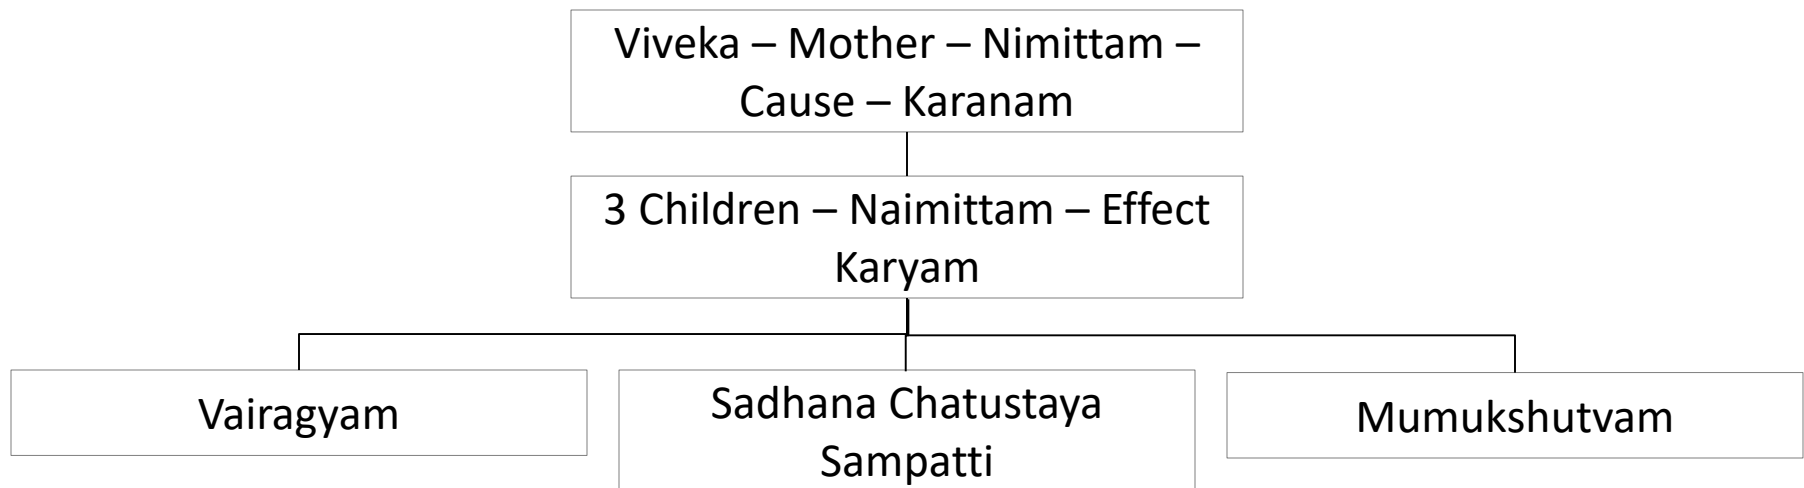 Viveka – Mother – Nimittam –
Cause – Karanam
3 Children – Naimittam – Effect
Karyam
Vairagyam
Sadhana Chatustaya
Sampatti
Mumukshutvam